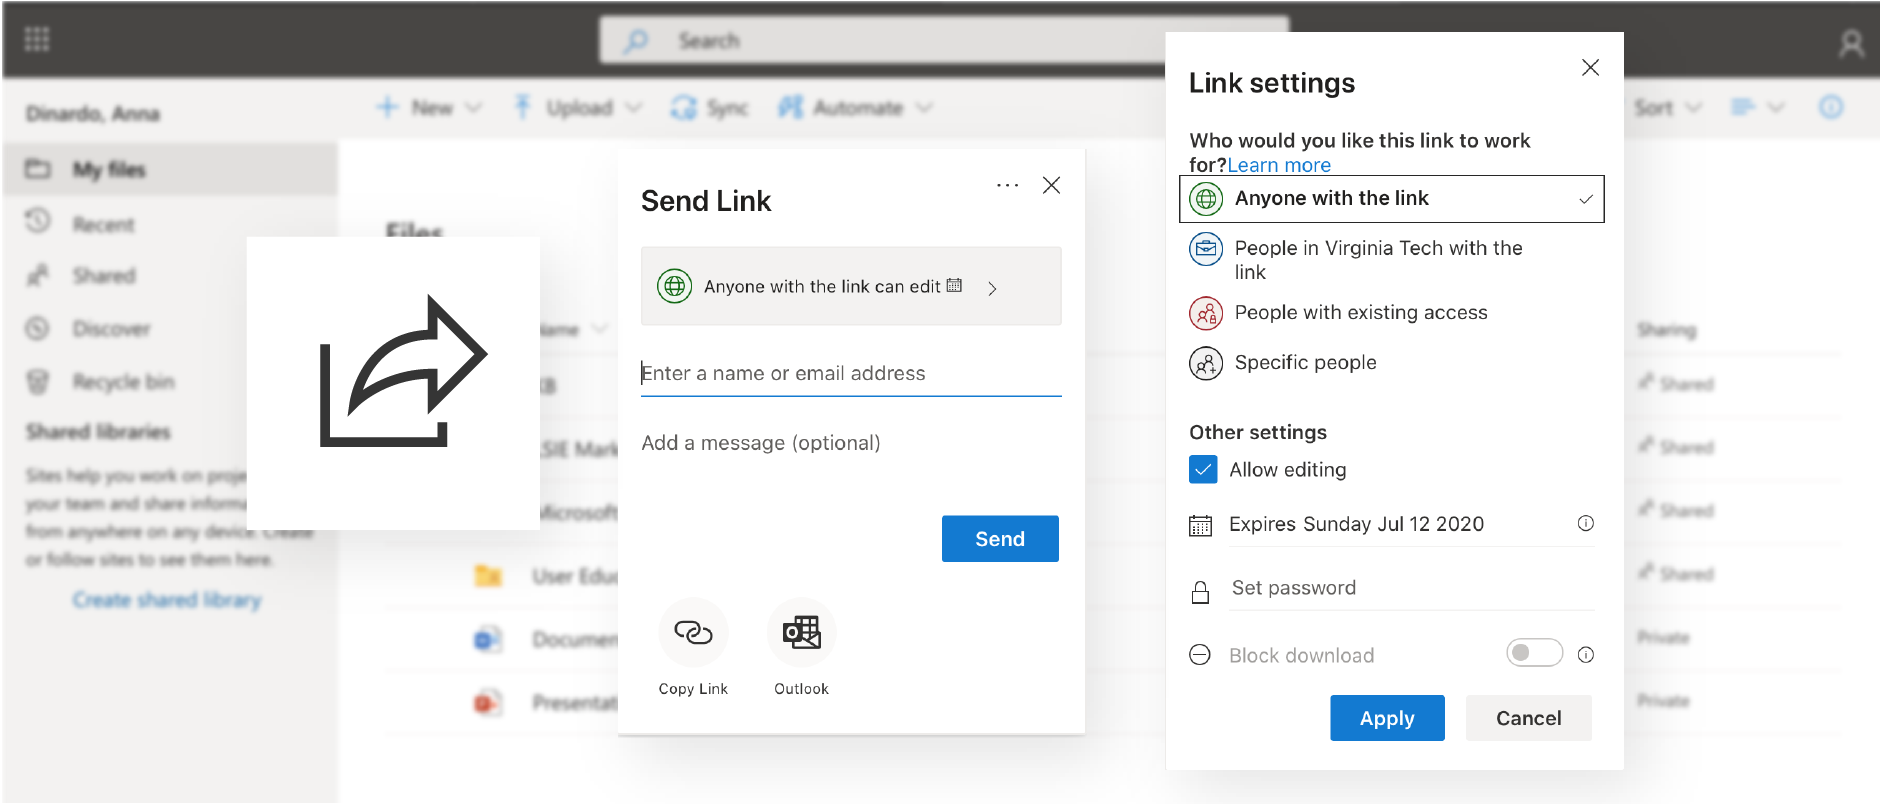 Search
Dinardo, Anna
New
Upload
Sync
Automate
Sort
My files
Recent
Shared
Discover
Recycle bin
Shared libraries
Sites help you work on
your team and share
from anywhere on any device. Create
or follow sites to see them here.
Create shared library
Files
Name
Microsoft
User
Sharing
Shared
Shared
Shared
Shared
Private
Private
Send Link
Anyone with the link can edit
Enter a name or email address
Add a message (optional)
Send
Copy Link
Outlook
Link settings
Who would you like this link to work
for?Learn more
Anyone with the link
People in Virginia Tech with the
link
People with existing access
Specific people
Other settings
Allow editing
Expires Sunday Jul 12 2020
Set password
Block download
Apply
Cancel